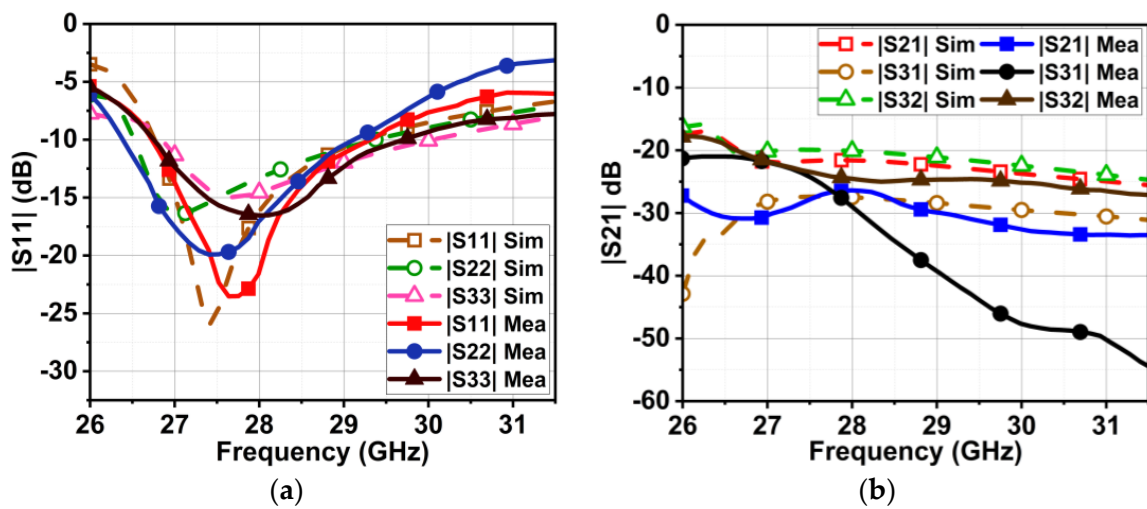 0
-5
-10
-15
-20
-25
-30
|S11| (dB)
|S11| Sim
|S22| Sim
|S33| Sim
|S11| Mea
|S22| Mea
|S33| Mea
26 27 28 29 30 31
Frequency (GHz)
(a)
0
-10
-20
-30
-40
-50
-60
|S21| dB
|S21| Sim |S21| Mea
|S31| Sim |S31| Mea
|S32| Sim |S32| Mea
26 27 28 29 30 31
Frequency (GHz)
(b)